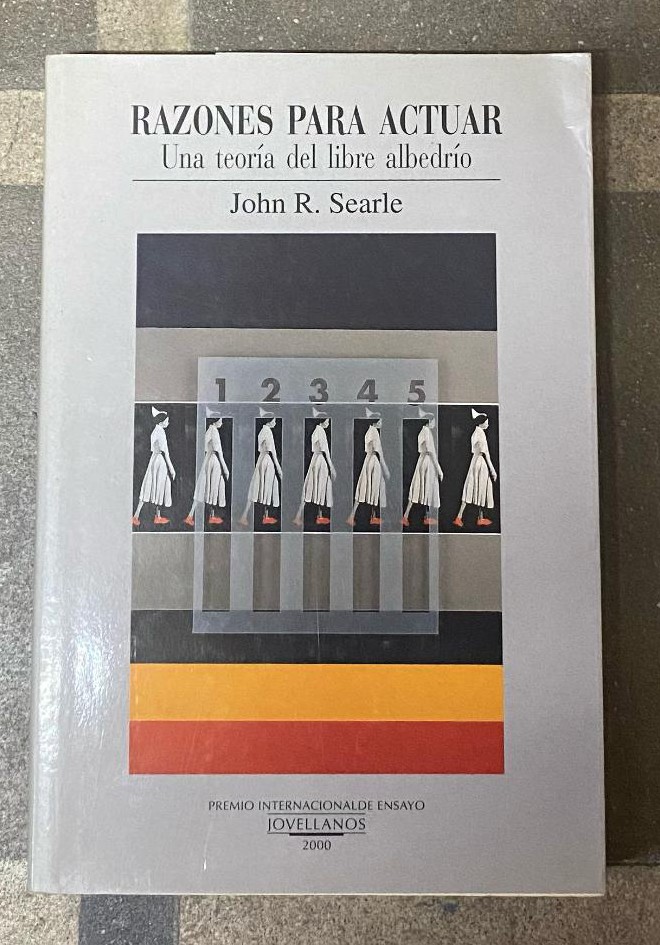 RAZONES PARA ACTUAR
Una teoría del libre albedrío
John R. Searle
1 2 3 4 5
PREMIO INTERNACIONALDE ENSAYO
JOVELLANOS
2000